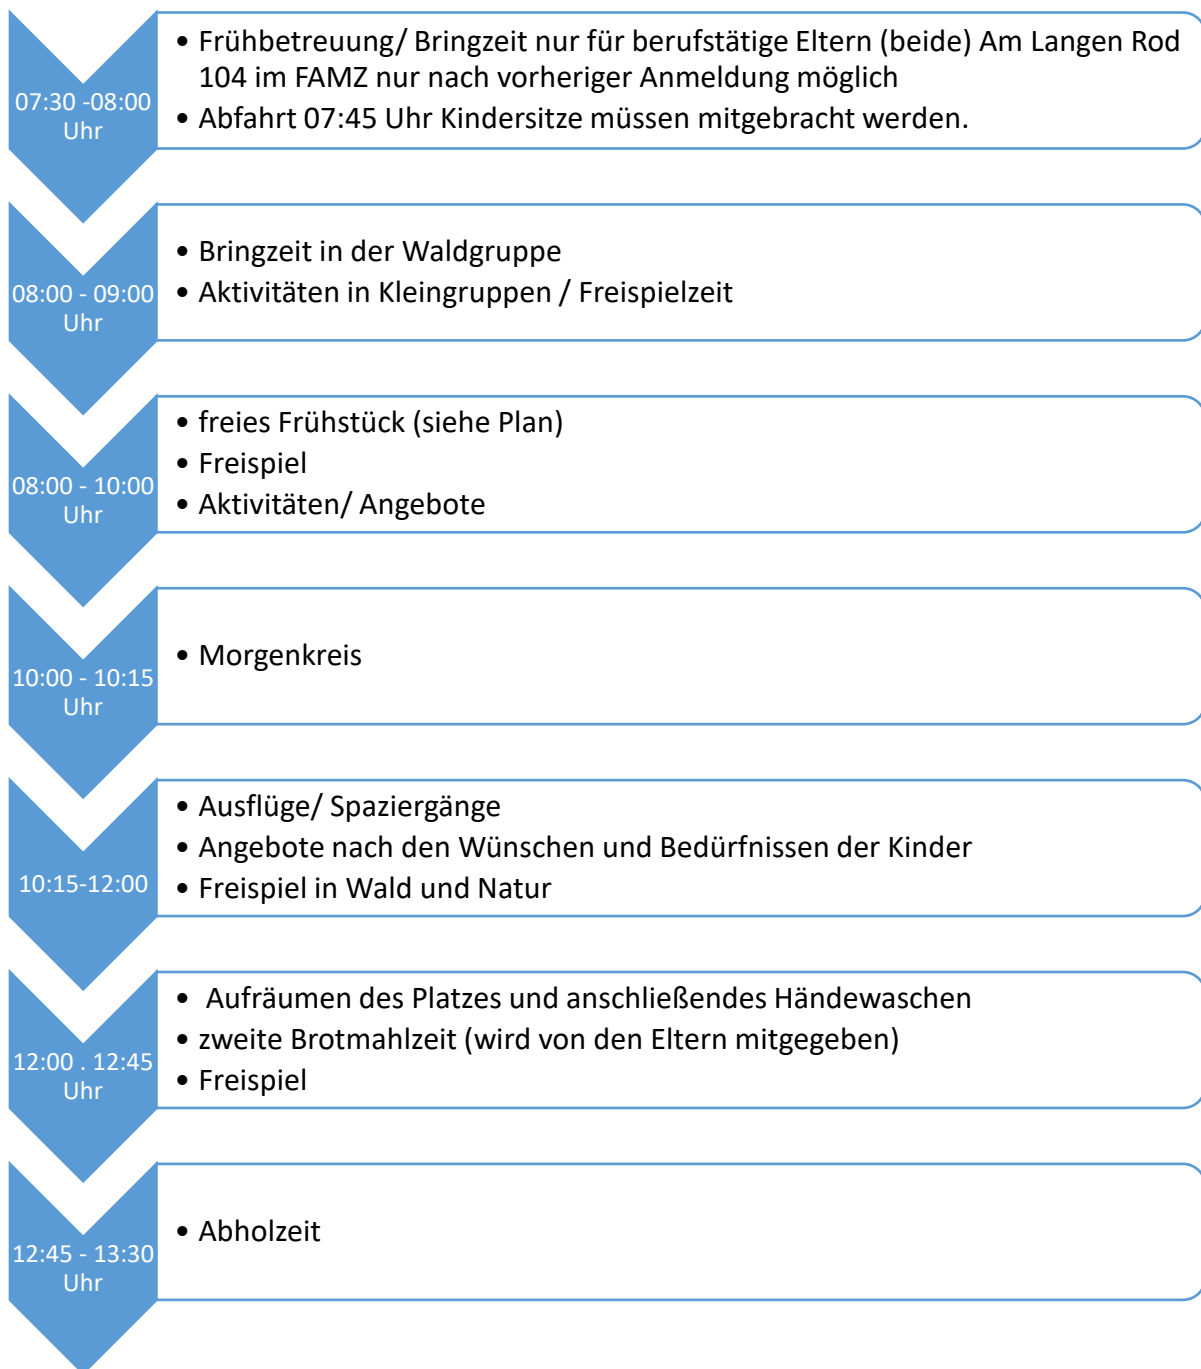 07:30 -08:00
Uhr
• Frühbetreuung/ Bringzeit nur für berufstätige Eltern (beide) Am Langen Rod
104 im FAMZ nur nach vorheriger Anmeldung möglich
• Abfahrt 07:45 Uhr Kindersitze müssen mitgebracht werden.
08:00 - 09:00
Uhr
• Bringzeit in der Waldgruppe
• Aktivitäten in Kleingruppen / Freispielzeit
08:00 - 10:00
Uhr
• freies Frühstück (siehe Plan)
• Freispiel
• Aktivitäten/ Angebote
10:00 - 10:15
Uhr
• Morgenkreis
10:15-12:00
• Ausflüge/ Spaziergänge
• Angebote nach den Wünschen und Bedürfnissen der Kinder
• Freispiel in Wald und Natur
12:00 . 12:45
Uhr
• Aufräumen des Platzes und anschließendes Händewaschen
• zweite Brotmahlzeit (wird von den Eltern mitgegeben)
• Freispiel
12:45 - 13:30
Uhr
• Abholzeit